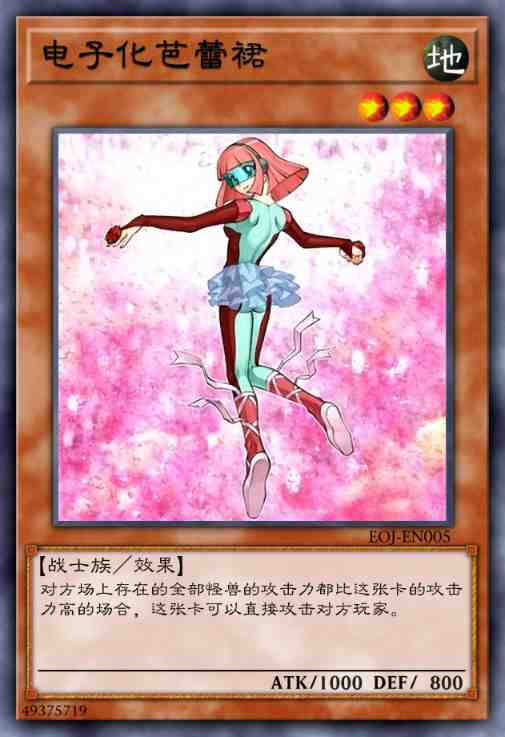 电子化芭蕾裙
地
EOJ-EN005
【战士族／效果】
对方场上存在的全部怪兽的攻击力都比这张卡的攻击
力高的场合，这张卡可以直接攻击对方玩家。
ATK/1000 DEF/ 800
49375719